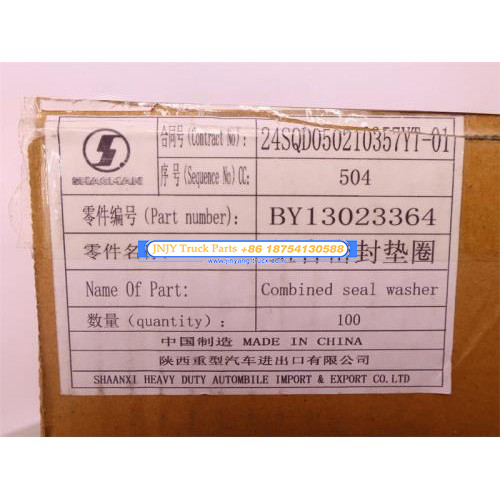 合同号(Contract No): 24SQD050210357YT-01
SHACMAN
序号(Sequence No) CC: 504
零件编号(Part number): BY13023364
零件名 封垫圈
JNJY Truck Parts +86 18754130588
www.jnhyangtruck.com
Name Of Part: Combined seal washer
数量(quantity): 100
中国制造 MADE IN CHINA
陕西重型汽车进出口有限公司
SHAANXI HEAVY DUTY AUTOMBILE IMPORT & EXPORT CO.LTD